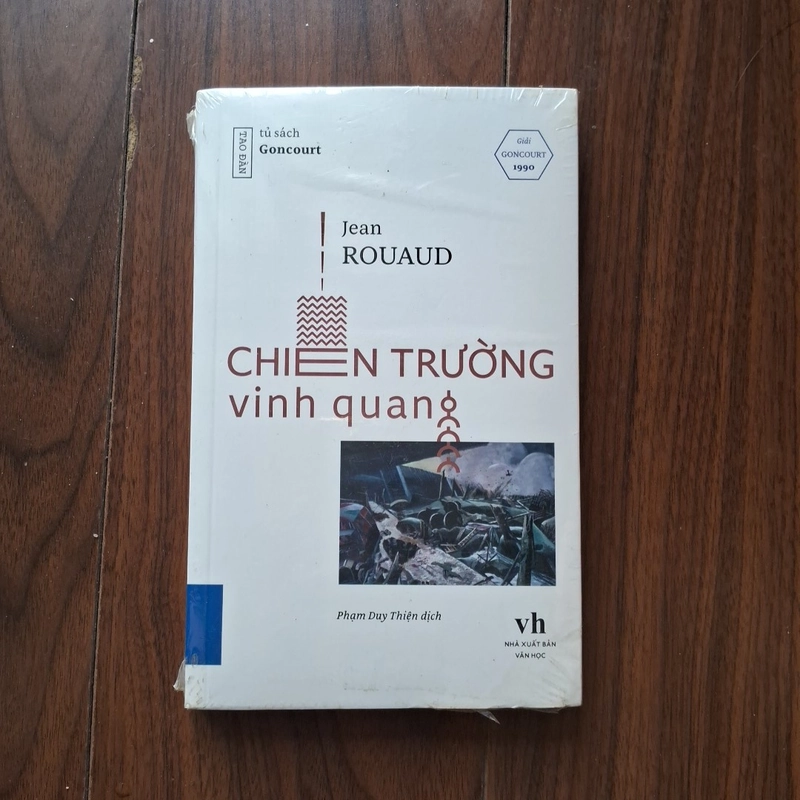 TAO ĐÀN
tủ sách
Goncourt
Giải
GONCOURT
1990
Jean
ROUAUD
CHIẾN TRƯỜNG
vinh quang
Phạm Duy Thiện dịch
vh
NHÀ XUẤT BẢN
VĂN HỌC